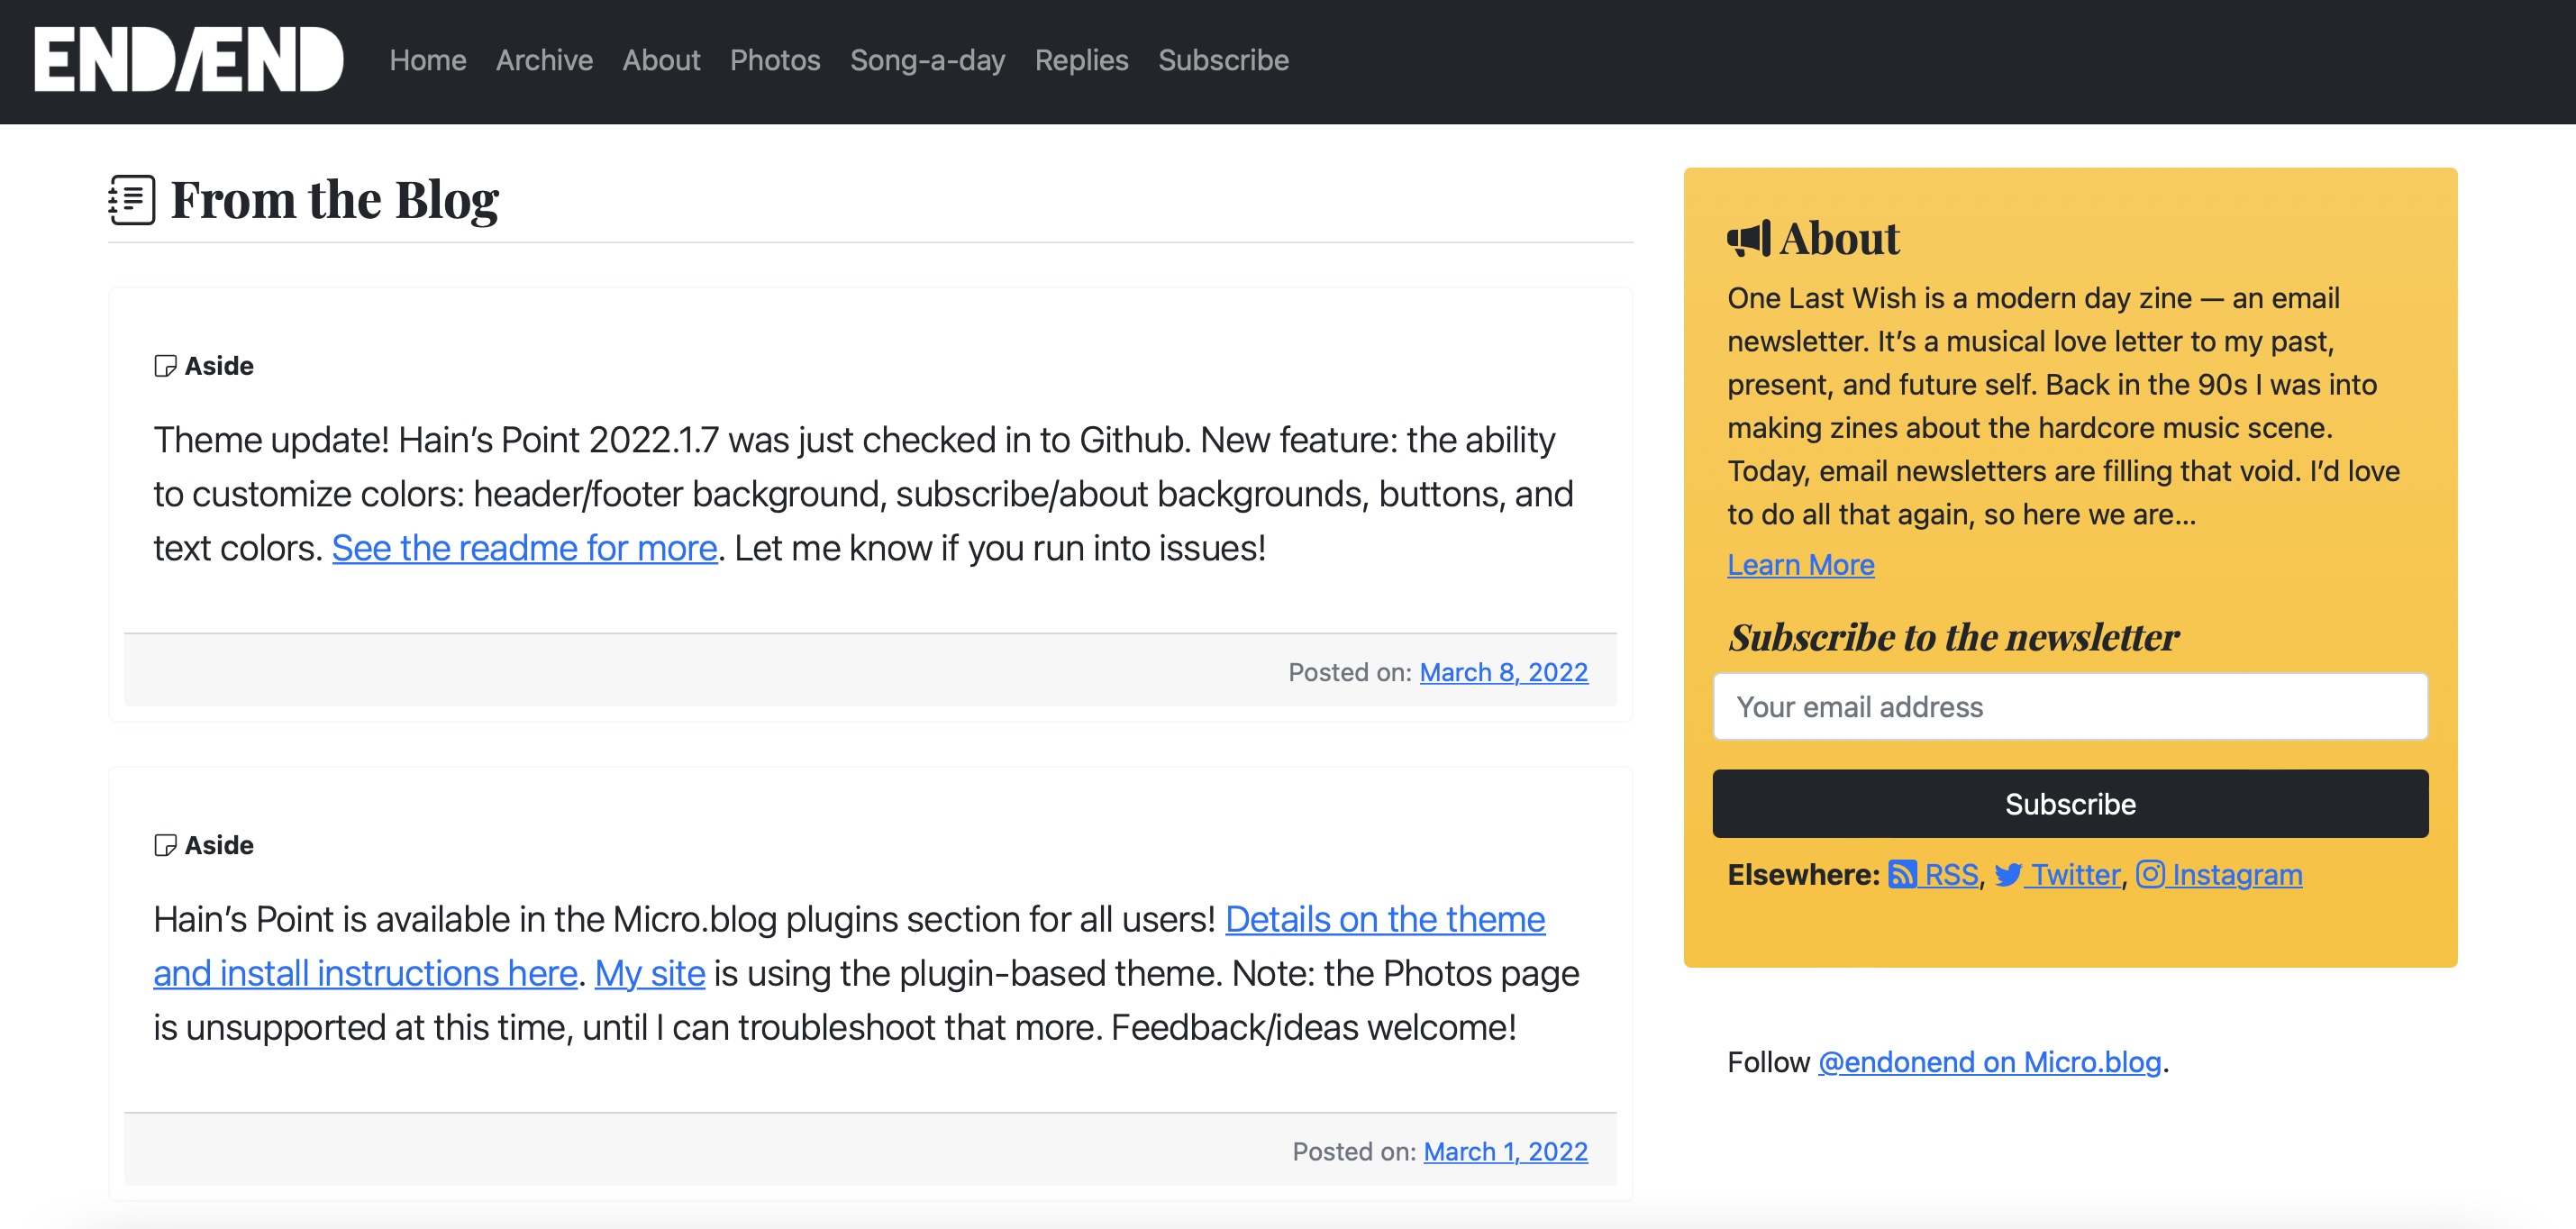 END/END
Home Archive About Photos Song-a-day Replies Subscribe
From the Blog
Aside
Theme update! Hain’s Point 2022.1.7 was just checked in to Github. New feature: the ability
to customize colors: header/footer background, subscribe/about backgrounds, buttons, and
text colors. See the readme for more. Let me know if you run into issues!
Posted on: March 8, 2022
Aside
Hain’s Point is available in the Micro.blog plugins section for all users! Details on the theme
and install instructions here. My site is using the plugin-based theme. Note: the Photos page
is unsupported at this time, until I can troubleshoot that more. Feedback/ideas welcome!
Posted on: March 1, 2022
About
One Last Wish is a modern day zine — an email
newsletter. It’s a musical love letter to my past,
present, and future self. Back in the 90s I was into
making zines about the hardcore music scene.
Today, email newsletters are filling that void. I’d love
to do all that again, so here we are...
Learn More
Subscribe to the newsletter
Your email address
Subscribe
Elsewhere: RSS, Twitter, Instagram
Follow @endonend on Micro.blog.